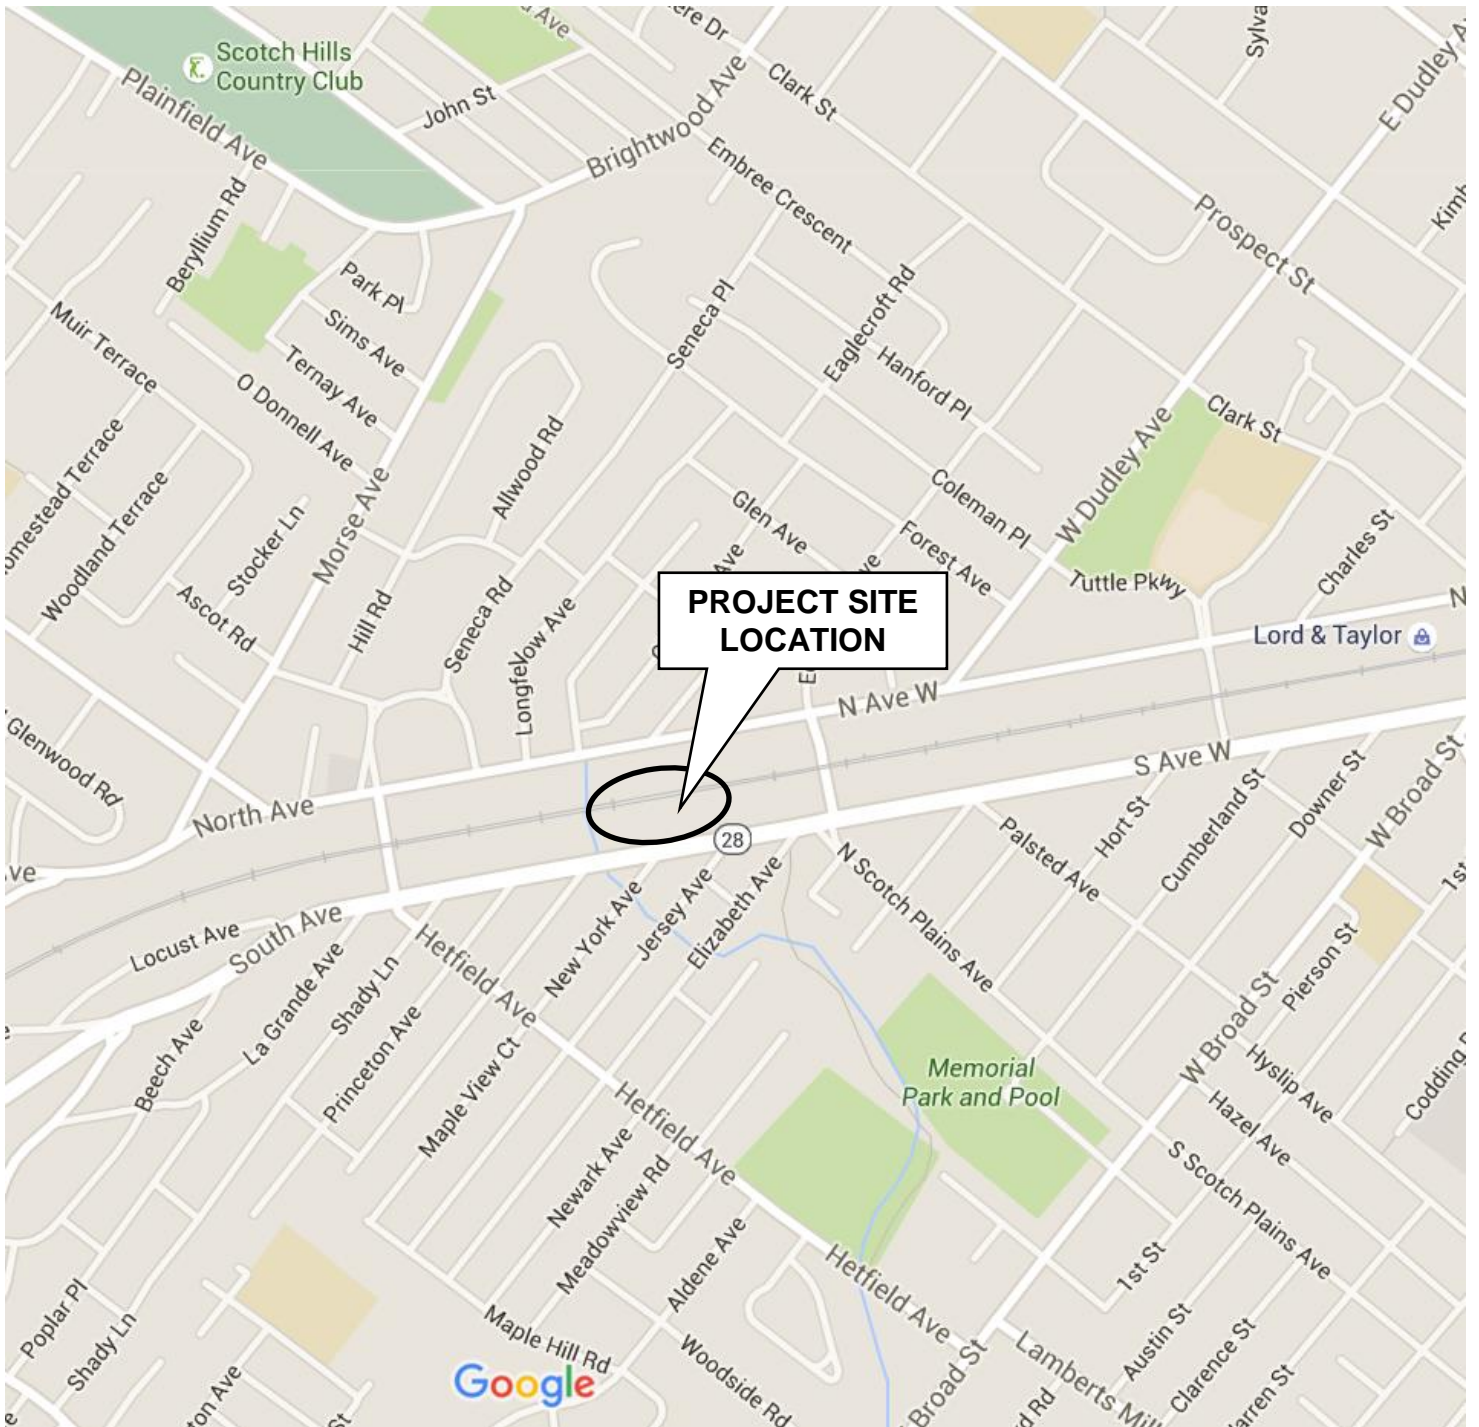 Scotch Hills
Country Club
Plainfield Ave
John St
Brightwood Ave
Clark St
E Dudley
Embree Crescent
Beryllium Rd
Prospect St
Park Pl
Sims Ave
Seneca Pl
Eaglecroft Rd
Muir Terrace
Ternay Ave
O Donnell Ave
Hanford Pl
Clark St
W Dudley Ave
Allwood Rd
Woodland Terrace
Terrace
Morse Ave
Coleman Pl
Glen Ave
Forest Ave
Stocker Ln
Ascot Rd
Hill Rd
Seneca Rd
Ave
Charles St
Tuttle Pkwy
PROJECT SITE
LOCATION
Lord & Taylor
N Ave W
Glenwood Rd
North Ave
S Ave W
28
Downer St
Cumberland St
Hort St
Palsted Ave
W Broad St
N Scotch Plains Ave
New York Ave
Jersey Ave
Elizabeth Ave
Locust Ave
South Ave
Hetfield Ave
La Grande Ave
Shady Ln
Princeton Ave
Beech Ave
Maple View Ct
Pierson St
W Broad St
Memorial
Park and Pool
Hyslip Ave
Hazel Ave
Codding
Hetfield Ave
Newark Ave
Meadowview Rd
Aldene Ave
S Scotch Plains Ave
1st St
Hetfield Ave
Poplar Pl
Shady Ln
Maple Hill Rd
Woodside Rd
Google
Broad St
Lamberts
Austin St
Clarence St